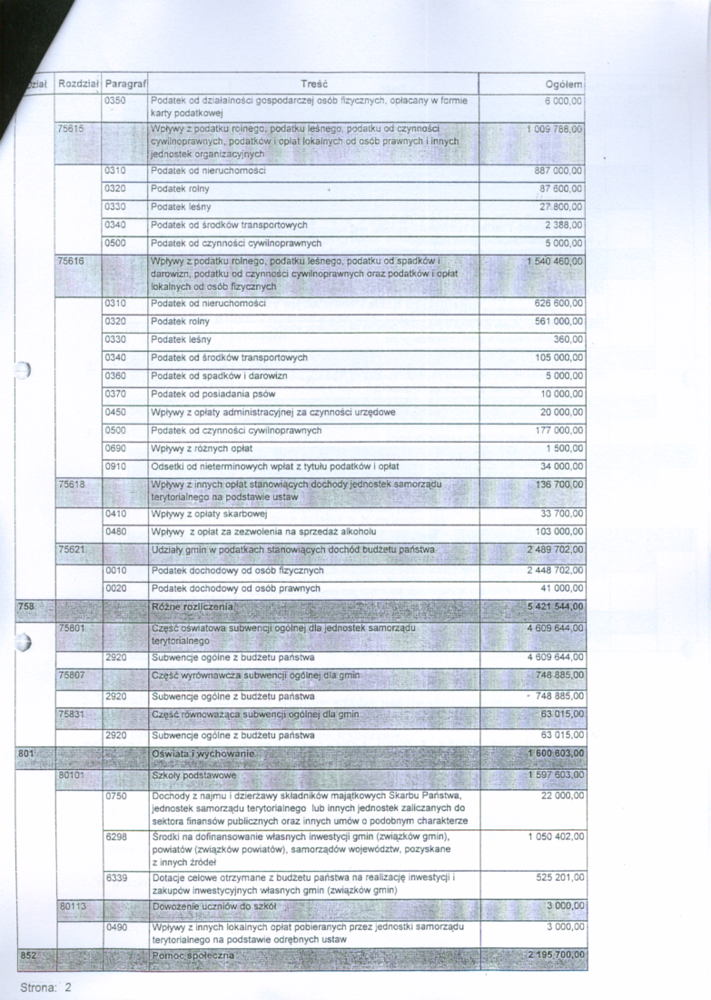 Rozdział Paragraf Treść Ogółem
0350 Podatek od działalności gospodarczej osób fizycznych, opłacany w formie 6 000,00
karty podatkowej
75615 Wpływy z podatku rolnego, podatku leśnego, podatku od czynności 1 009 788,00
cywilnoprawnych, podatków i opłat lokalnych od osób prawnych i innych
jednostek organizacyjnych
0310 Podatek od nieruchomości 887 000,00
0320 Podatek rolny 87 600,00
0330 Podatek leśny 27 800,00
0340 Podatek od środków transportowych 2 388,00
0500 Podatek od czynności cywilnoprawnych 5 000,00
75616 Wpływy z podatku rolnego, podatku leśnego, podatku od spadków i 1 540 460,00
darowizn, podatku od czynności cywilnoprawnych oraz podatków i opłat
lokalnych od osób fizycznych
0310 Podatek od nieruchomości 626 600,00
0320 Podatek rolny 561 000,00
0330 Podatek leśny 360,00
0340 Podatek od środków transportowych 105 000,00
0360 Podatek od spadków i darowizn 5 000,00
0370 Podatek od posiadania psów 10 000,00
0450 Wpływy z opłaty administracyjnej za czynności urzędowe 20 000,00
0500 Podatek od czynności cywilnoprawnych 177 000,00
0690 Wpływy z różnych opłat 1 500,00
0910 Odsetki od nieterminowych wpłat z tytułu podatków i opłat 34 000,00
75618 Wpływy z innych opłat stanowiących dochody jednostek samorządu 136 700,00
terytorialnego na podstawie ustaw
0410 Wpływy z opłaty skarbowej 33 700,00
0480 Wpływy z opłat za zezwolenia na sprzedaż alkoholu 103 000,00
75621 Udziały gmin w podatkach stanowiących dochód budżetu państwa 2 489 702,00
0010 Podatek dochodowy od osób fizycznych 2 448 702,00
0020 Podatek dochodowy od osób prawnych 41 000,00
758 Różne rozliczenia 5 421 544,00
75801 Część oświatowa subwencji ogólnej dla jednostek samorządu 4 609 644,00
terytorialnego
2920 Subwencje ogólne z budżetu państwa 4 609 644,00
75807 Część wyrównawcza subwencji ogólnej dla gmin 748 885,00
2920 Subwencje ogólne z budżetu państwa 748 885,00
75831 Część równoważąca subwencji ogólnej dla gmin 63 015,00
2920 Subwencje ogólne z budżetu państwa 63 015,00
801 Oświata i wychowanie 1 600 603,00
80101 Szkoły podstawowe 1 597 603,00
0750 Dochody z najmu i dzierżawy składników majątkowych Skarbu Państwa, 22 000,00
jednostek samorządu terytorialnego lub innych jednostek zaliczanych do
sektora finansów publicznych oraz innych umów o podobnym charakterze
6298 Środki na dofinansowanie własnych inwestycji gmin (związków gmin), 1 050 402,00
powiatów (związków powiatów), samorządów województw, pozyskane
z innych źródeł
6339 Dotacje celowe otrzymane z budżetu państwa na realizację inwestycji i 525 201,00
zakupów inwestycyjnych własnych gmin (związków gmin)
80113 Dowożenie uczniów do szkół 3 000,00
0490 Wpływy z innych lokalnych opłat pobieranych przez jednostki samorządu 3 000,00
terytorialnego na podstawie odrębnych ustaw
852 Pomoc społeczna 2 195 700,00
Strona: 2